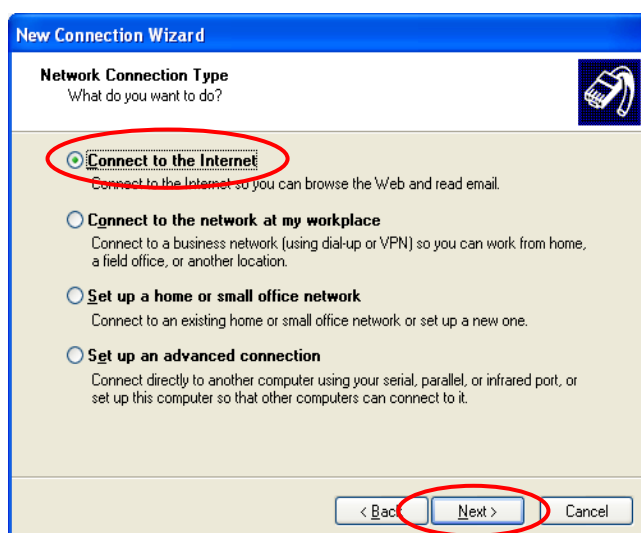 New Connection Wizard
Network Connection Type
What do you want to do?
Connect to the Internet
Connect to the Internet so you can browse the Web and read email.
Connect to the network at my workplace
Connect to a business network (using dial-up or VPN) so you can work from home,
a field office, or another location.
Set up a home or small office network
Connect to an existing home or small office network or set up a new one.
Set up an advanced connection
Connect directly to another computer using your serial, parallel, or infrared port, or
set up this computer so that other computers can connect to it.
< Back Next > Cancel